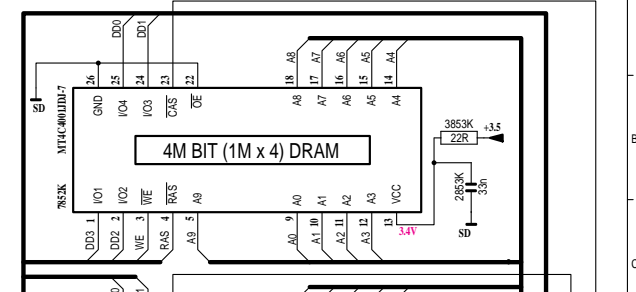 DD0
DD1
A8
A7
A6
A5
A4
26
25
24
23
22
18
17
16
15
14
SD
GND
I/O4
I/O3
CAS
OE
A8
A7
A6
A5
A4
MT4C4001JDJ-7
4M BIT (1M x 4) DRAM
3853K
22R
+3.5
B
7852K
I/O1
I/O2
WE
RAS
A9
A0
A1
A2
A3
VCC
2853K
33n
1
2
3
4
5
9
10
11
12
13
3.4V
SD
DD3
DD2
WE
RAS
A9
A0
A1
A2
A3
C